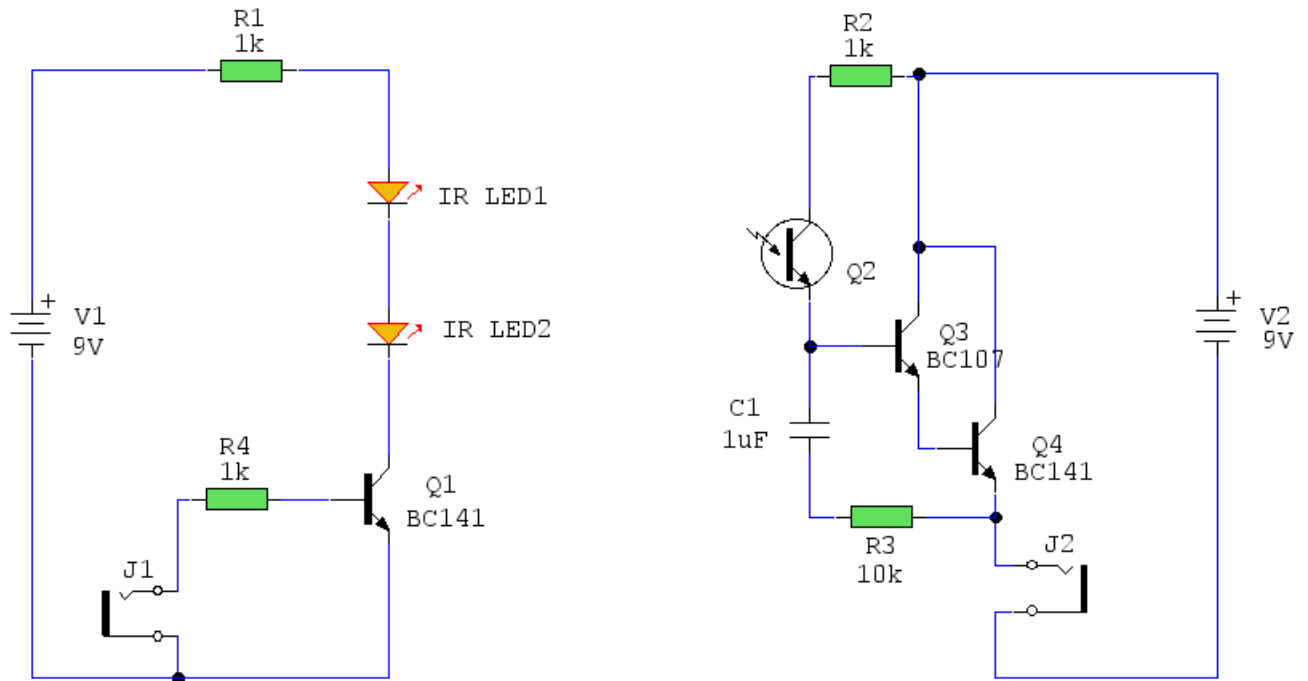 R1
1k
IR LED1
V1
9V
IR LED2
R4
1k
Q1
BC141
J1
R2
1k
Q2
V2
9V
Q3
BC107
C1
1uF
Q4
BC141
R3
10k
J2